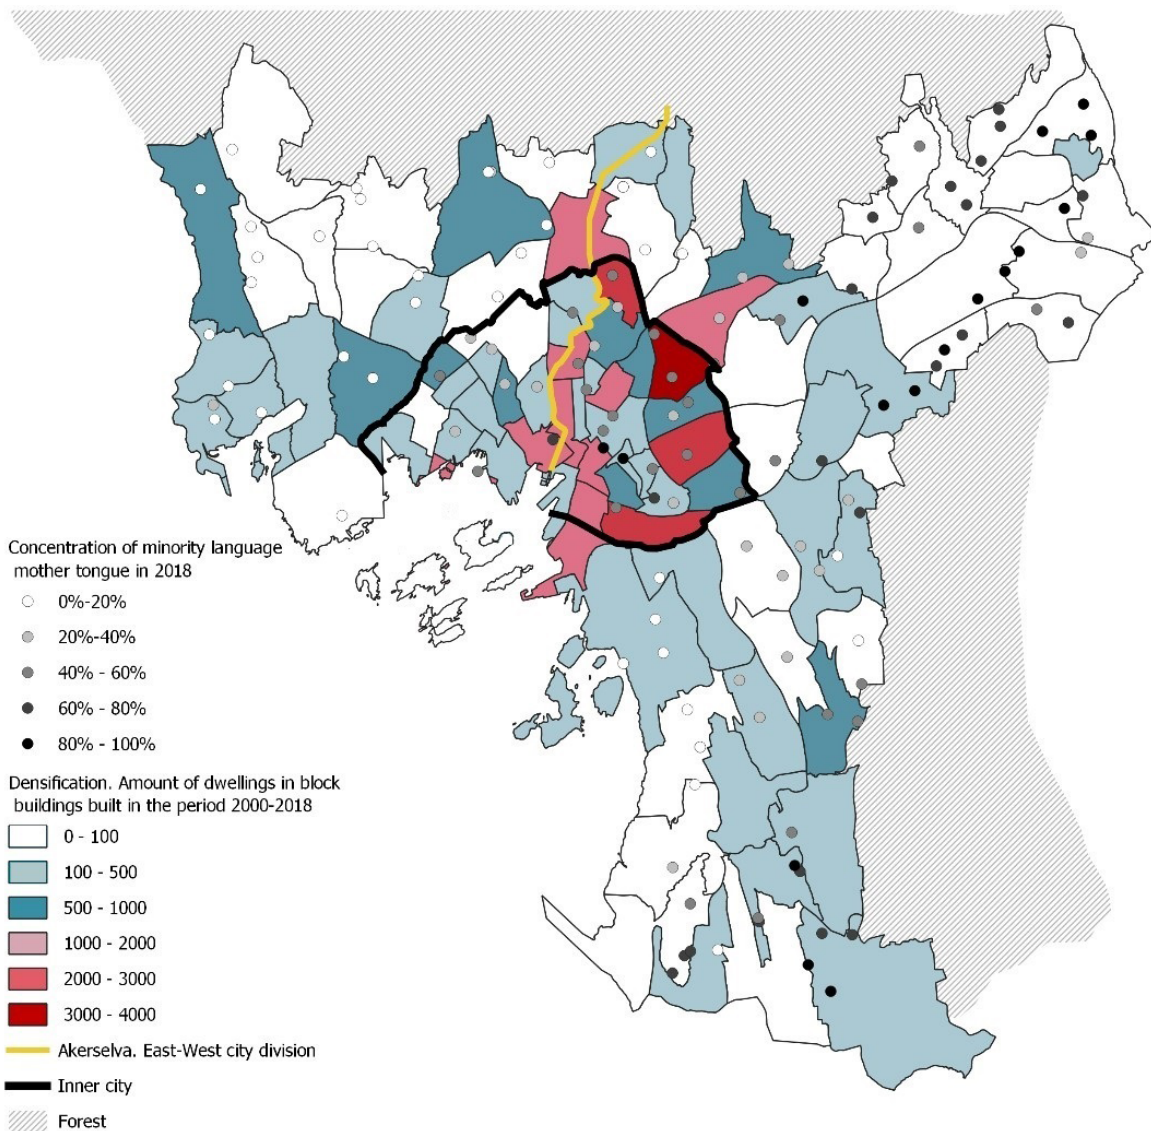 Concentration of minority language
mother tongue in 2018
0%-20%
20%-40%
40% - 60%
60% - 80%
80% - 100%
Densification. Amount of dwellings in block
buildings built in the period 2000-2018
0 - 100
100 - 500
500 - 1000
1000 - 2000
2000 - 3000
3000 - 4000
Akerselva. East-West city division
Inner city
Forest